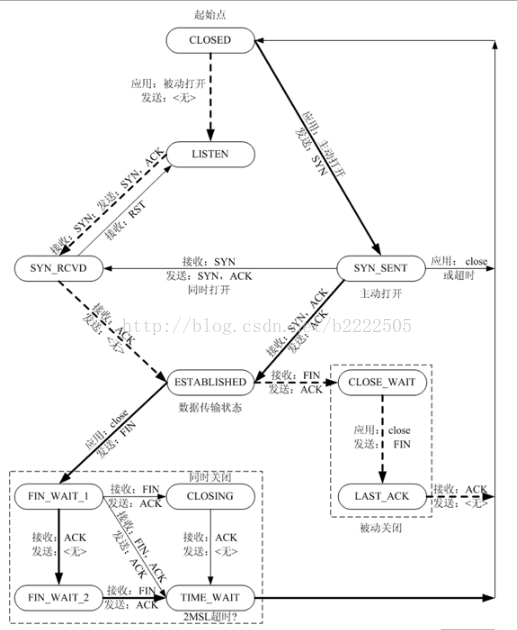 起始点
CLOSED
应用：被动打开
发送：<无>
应用：主动打开
发送：SYN
LISTEN
接收：SYN；发送：SYN，ACK
接收：RST
SYN_RCVD
接收：SYN
发送：SYN，ACK
同时打开
SYN_SENT
主动打开
应用：close
或超时
接收：ACK
发送：<无>
接收：SYN，ACK
发送：ACK
http://blog.csdn.net/b2222505
ESTABLISHED
数据传输状态
接收：FIN
发送：ACK
CLOSE_WAIT
应用：close
发送：FIN
应用：close
发送：FIN
LAST_ACK
接收：ACK
发送：<无>
被动关闭
同时关闭
FIN_WAIT_1
接收：FIN
发送：ACK
CLOSING
接收：ACK
发送：<无>
接收：FIN，ACK
发送：ACK
接收：ACK
发送：<无>
FIN_WAIT_2
接收：FIN
发送：ACK
TIME_WAIT
2MSL超时?